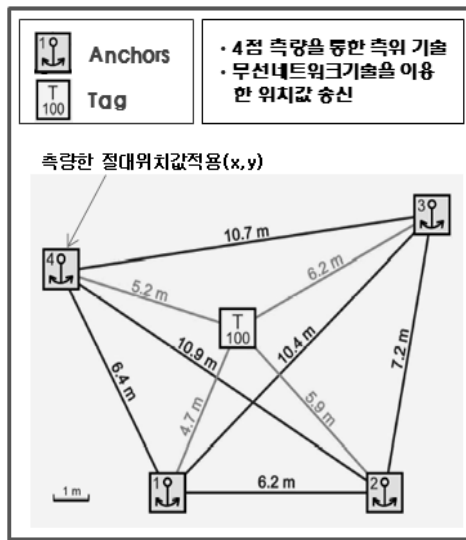 1
Anchors
T
100
Tag
· 4점 측량을 통한 측위 기술
· 무선네트워크기술을 이용
한 위치값 송신
측량한 절대위치값적용(x,y)
3
10.7 m
4
5.2 m
6.2 m
T
100
10.9 m
10.4 m
7.2 m
6.4 m
4.7 m
5.9 m
1
6.2 m
2
1 m